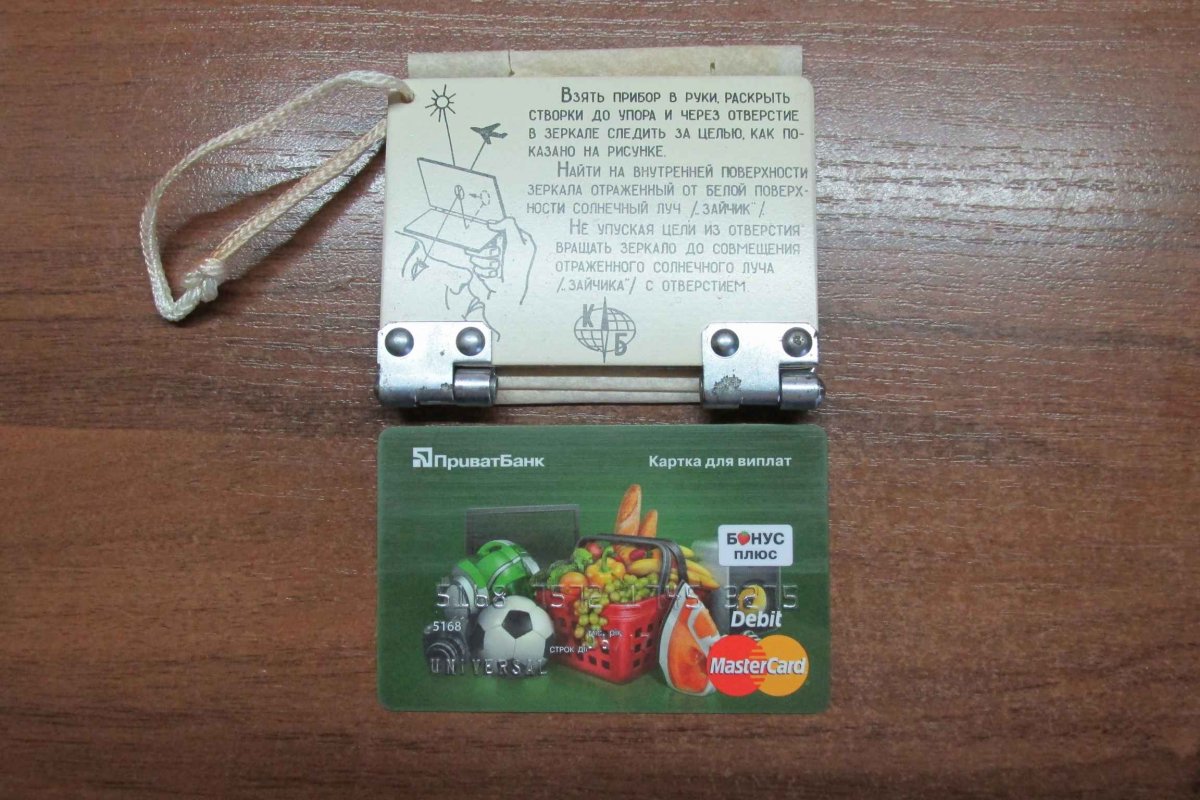 Взять прибор в руки, раскрыть
створки до упора и через отверстие
в зеркале следить за целью, как по-
казано на рисунке.
Найти на внутренней поверхности
зеркала отраженный от белой поверх-
ности солнечный луч /„зайчик"/.
Не упуская цели из отверстия
вращать зеркало до совмещения
отраженного солнечного луча
/„зайчика"/ с отверстием
К Б
ПриватБанк
Картка для виплат
БОНУС
ПЛЮС
5168
Debit
UNIVERSAL
MasterCard